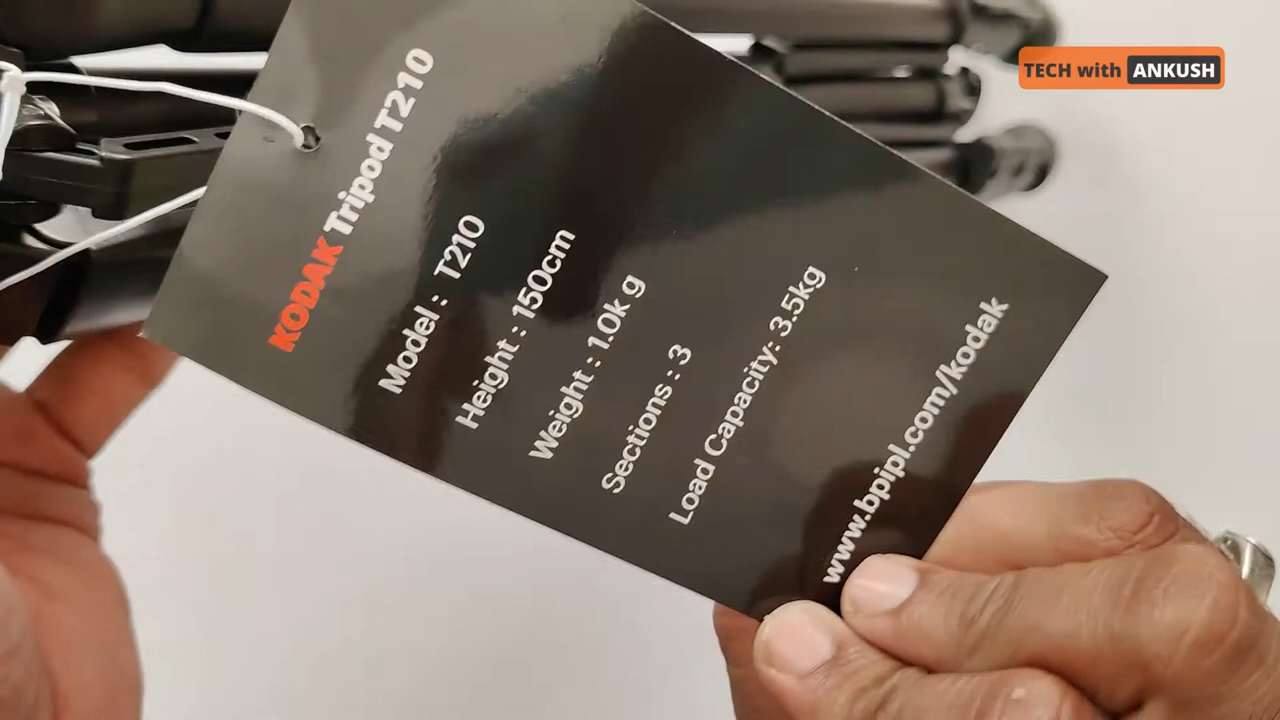 TECH with ANKUSH
KODAK Tripod T210
Model : T210
Height : 150cm
Weight : 1.0k g
Sections : 3
Load Capacity: 3.5kg
www.bpipl.com/kodak